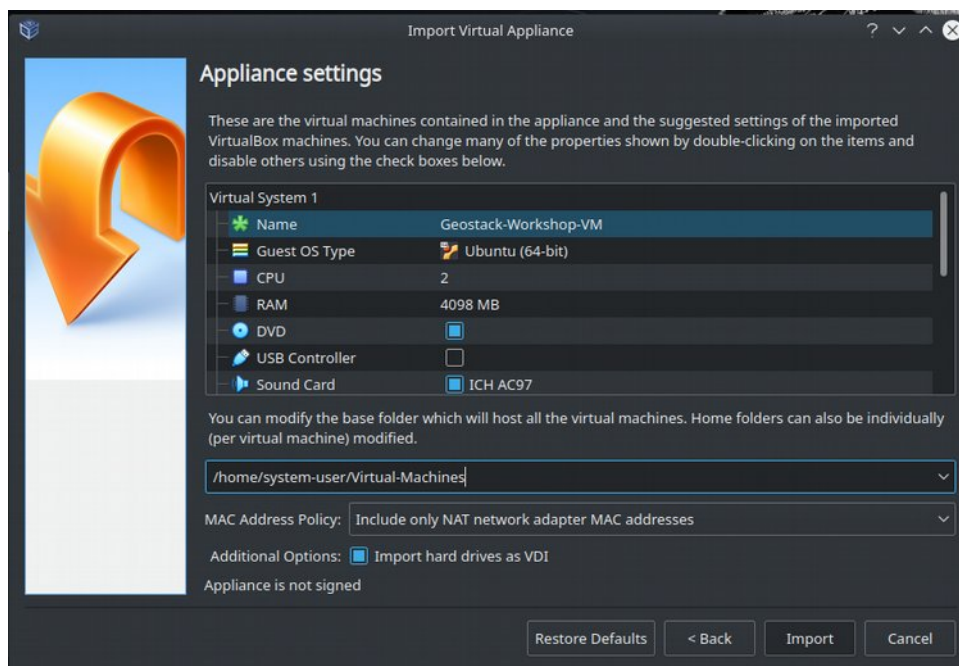 Import Virtual Appliance
Appliance settings
These are the virtual machines contained in the appliance and the suggested settings of the imported
VirtualBox machines. You can change many of the properties shown by double-clicking on the items and
disable others using the check boxes below.
Virtual System 1
Name Geostack-Workshop-VM
Guest OS Type Ubuntu (64-bit)
CPU 2
RAM 4098 MB
DVD
USB Controller
Sound Card ICH AC97
You can modify the base folder which will host all the virtual machines. Home folders can also be individually
(per virtual machine) modified.
/home/system-user/Virtual-Machines
MAC Address Policy: Include only NAT network adapter MAC addresses
Additional Options: Import hard drives as VDI
Appliance is not signed
Restore Defaults < Back Import Cancel